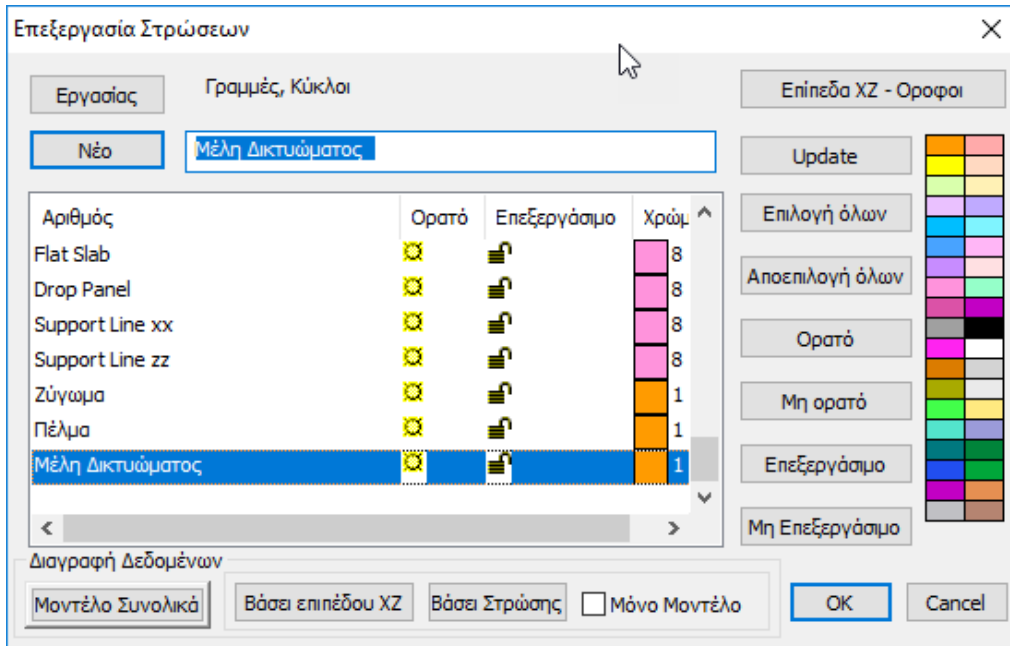 Επεξεργασία Στρώσεων
Εργασίας Γραμμές, Κύκλοι Επίπεδα XZ - Οροφοι
Νέο Μέλη Δικτυώματος Update
Αριθμός Ορατό Επεξεργάσιμο Χρώμ Επιλογή όλων
Flat Slab 8
Drop Panel 8 Αποεπιλογή όλων
Support Line xx 8 Ορατό
Support Line zz 8
Ζύγωμα 1 Μη ορατό
Πέλμα 1
Μέλη Δικτυώματος 1 Επεξεργάσιμο
Μη Επεξεργάσιμο
Διαγραφή Δεδομένων
Μοντέλο Συνολικά Βάσει επιπέδου XZ Βάσει Στρώσης Μόνο Μοντέλο OK Cancel